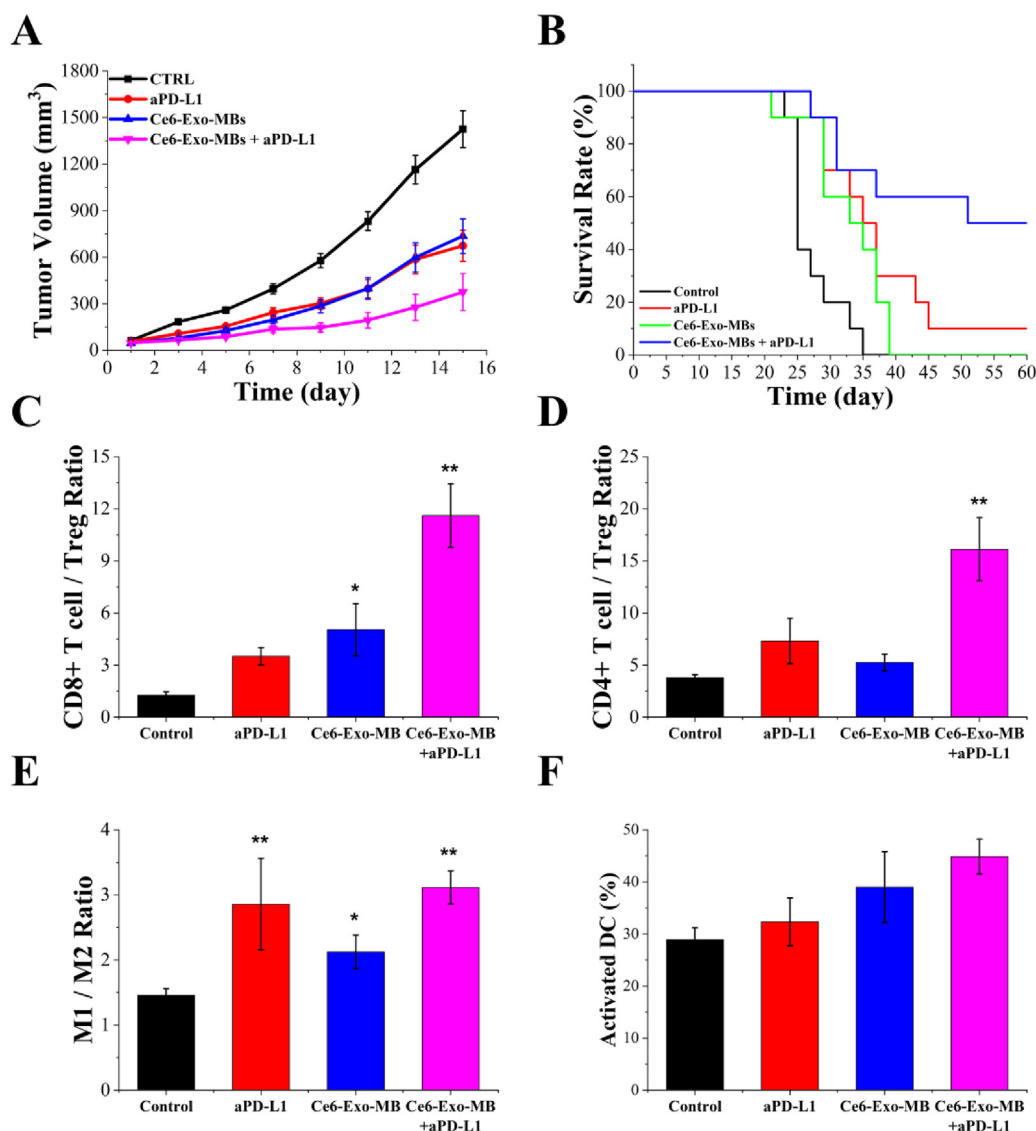 A
1800
1500
1200
900
600
300
0
Tumor Volume (mm³)
CTRL
aPD-L1
Ce6-Exo-MBs
Ce6-Exo-MBs + aPD-L1
0 2 4 6 8 10 12 14 16
Time (day)
B
100
80
60
40
20
0
Survival Rate (%)
Control
aPD-L1
Ce6-Exo-MBs
Ce6-Exo-MBs + aPD-L1
0 5 10 15 20 25 30 35 40 45 50 55 60
Time (day)
C
15
12
9
6
3
0
CD8+ T cell / Treg Ratio
*
**
Control aPD-L1 Ce6-Exo-MB Ce6-Exo-MB
+aPD-L1
D
25
20
15
10
5
0
CD4+ T cell / Treg Ratio
**
Control aPD-L1 Ce6-Exo-MB Ce6-Exo-MB
+aPD-L1
E
4
3
2
1
0
M1 / M2 Ratio
**
*
**
Control aPD-L1 Ce6-Exo-MB Ce6-Exo-MB
+aPD-L1
F
50
40
30
20
10
0
Activated DC (%)
Control aPD-L1 Ce6-Exo-MB Ce6-Exo-MB
+aPD-L1